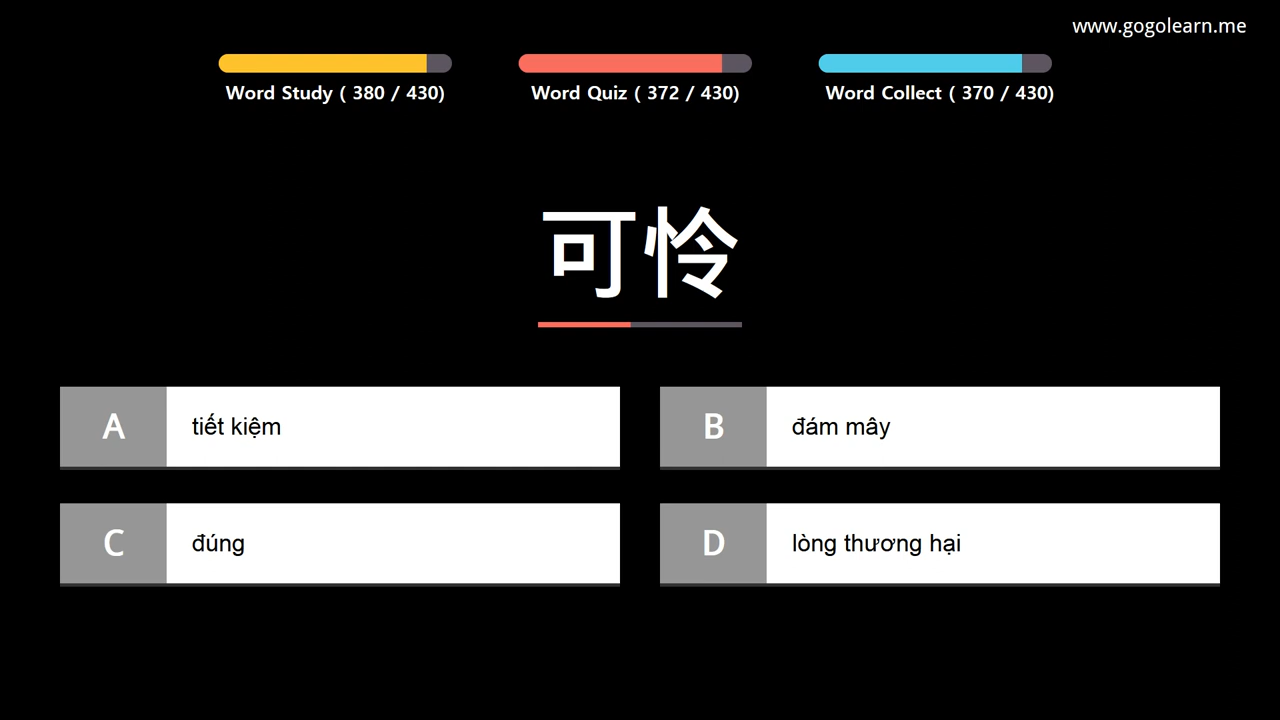 www.gogolearn.me
Word Study ( 380 / 430)
Word Quiz ( 372 / 430)
Word Collect ( 370 / 430)
可怜
A tiết kiệm
B đám mây
C đúng
D lòng thương hại